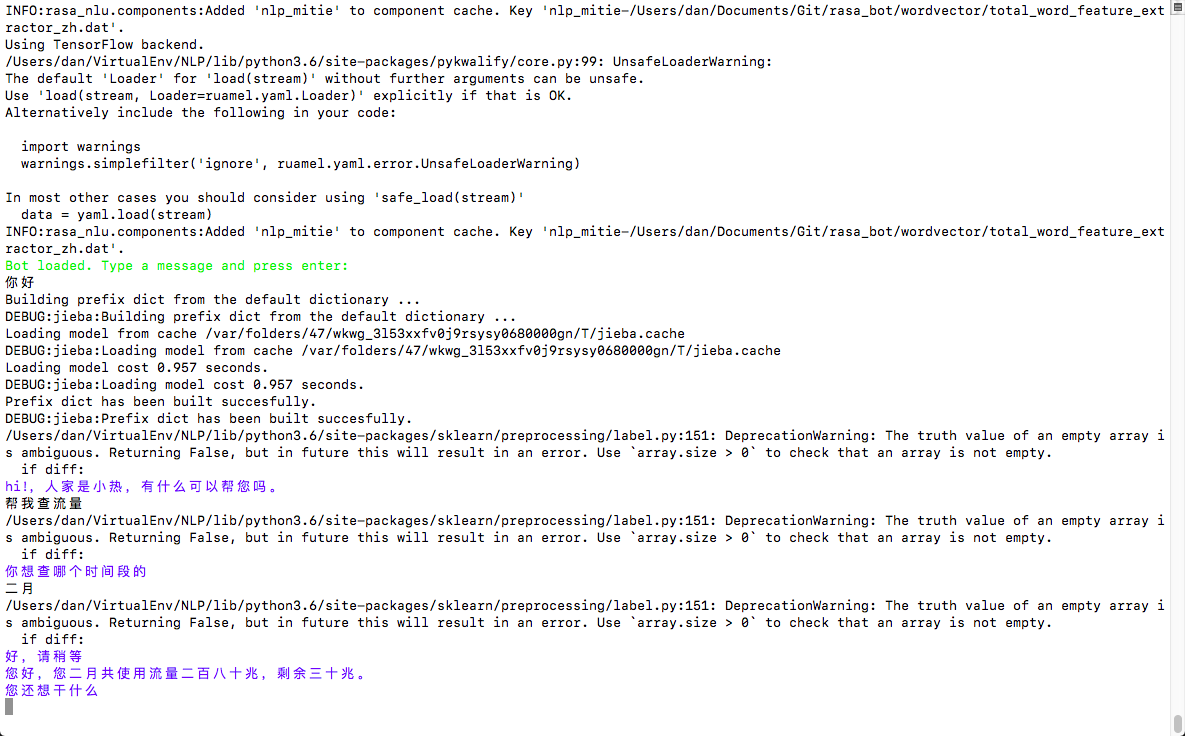 INFO:rasa_nlu.components:Added 'nlp_mitie' to component cache. Key 'nlp_mitie-/Users/dan/Documents/Git/rasa_bot/wordvector/total_word_feature_ext
ractor_zh.dat'.
Using TensorFlow backend.
/Users/dan/VirtualEnv/NLP/lib/python3.6/site-packages/pykwalify/core.py:99: UnsafeLoaderWarning:
The default 'Loader' for 'load(stream)' without further arguments can be unsafe.
Use 'load(stream, Loader=ruamel.yaml.Loader)' explicitly if that is OK.
Alternatively include the following in your code:

  import warnings
  warnings.simplefilter('ignore', ruamel.yaml.error.UnsafeLoaderWarning)

In most other cases you should consider using 'safe_load(stream)'
  data = yaml.load(stream)
INFO:rasa_nlu.components:Added 'nlp_mitie' to component cache. Key 'nlp_mitie-/Users/dan/Documents/Git/rasa_bot/wordvector/total_word_feature_ext
ractor_zh.dat'.
Bot loaded. Type a message and press enter:
你好
Building prefix dict from the default dictionary ...
DEBUG:jieba:Building prefix dict from the default dictionary ...
Loading model from cache /var/folders/47/wkwg_3l53xxfv0j9rsysy0680000gn/T/jieba.cache
DEBUG:jieba:Loading model from cache /var/folders/47/wkwg_3l53xxfv0j9rsysy0680000gn/T/jieba.cache
Loading model cost 0.957 seconds.
DEBUG:jieba:Loading model cost 0.957 seconds.
Prefix dict has been built succesfully.
DEBUG:jieba:Prefix dict has been built succesfully.
/Users/dan/VirtualEnv/NLP/lib/python3.6/site-packages/sklearn/preprocessing/label.py:151: DeprecationWarning: The truth value of an empty array i
s ambiguous. Returning False, but in future this will result in an error. Use `array.size > 0` to check that an array is not empty.
  if diff:
hi!, 人家是小热, 有什么可以帮您吗。
帮我查流量
/Users/dan/VirtualEnv/NLP/lib/python3.6/site-packages/sklearn/preprocessing/label.py:151: DeprecationWarning: The truth value of an empty array i
s ambiguous. Returning False, but in future this will result in an error. Use `array.size > 0` to check that an array is not empty.
  if diff:
你想查哪个时间段的
二月
/Users/dan/VirtualEnv/NLP/lib/python3.6/site-packages/sklearn/preprocessing/label.py:151: DeprecationWarning: The truth value of an empty array i
s ambiguous. Returning False, but in future this will result in an error. Use `array.size > 0` to check that an array is not empty.
  if diff:
好, 请稍等
您好, 您二月共使用流量二百八十兆, 剩余三十兆。
您还想干什么